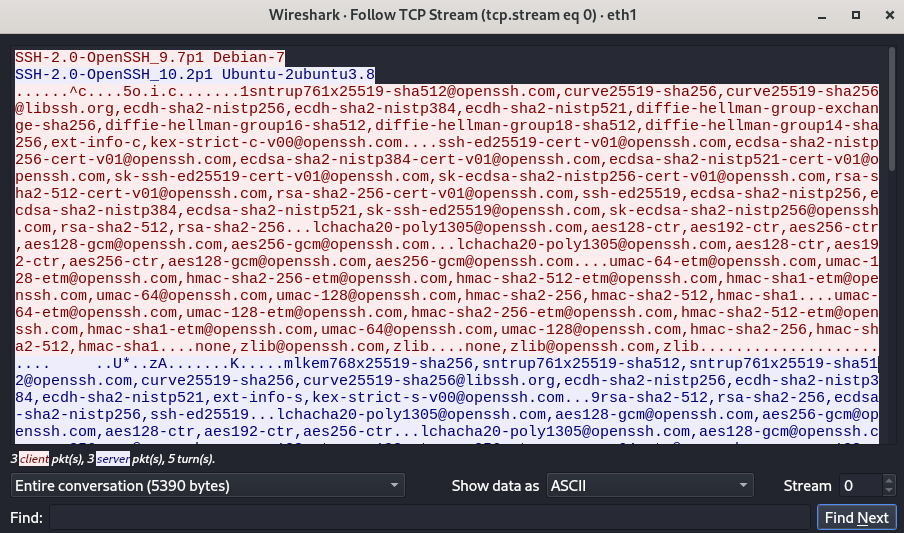 Wireshark · Follow TCP Stream (tcp.stream eq 0) · eth1
SSH-2.0-OpenSSH_9.7p1 Debian-7
SSH-2.0-OpenSSH_10.2p1 Ubuntu-2ubuntu3.8
......^c....5o.i.c.......1sntrup761x25519-sha512@openssh.com,curve25519-sha256,curve25519-sha256
@libssh.org,ecdh-sha2-nistp256,ecdh-sha2-nistp384,ecdh-sha2-nistp521,diffie-hellman-group-exchan
ge-sha256,diffie-hellman-group16-sha512,diffie-hellman-group18-sha512,diffie-hellman-group14-sha
256,ext-info-c,kex-strict-c-v00@openssh.com....ssh-ed25519-cert-v01@openssh.com,ecdsa-sha2-nistp
256-cert-v01@openssh.com,ecdsa-sha2-nistp384-cert-v01@openssh.com,ecdsa-sha2-nistp521-cert-v01@o
penssh.com,sk-ssh-ed25519-cert-v01@openssh.com,sk-ecdsa-sha2-nistp256-cert-v01@openssh.com,rsa-s
ha2-512-cert-v01@openssh.com,rsa-sha2-256-cert-v01@openssh.com,ssh-ed25519,ecdsa-sha2-nistp256,e
cdsa-sha2-nistp384,ecdsa-sha2-nistp521,sk-ssh-ed25519@openssh.com,sk-ecdsa-sha2-nistp256@openssh
.com,rsa-sha2-512,rsa-sha2-256...lchacha20-poly1305@openssh.com,aes128-ctr,aes192-ctr,aes256-ctr
,aes128-gcm@openssh.com,aes256-gcm@openssh.com...lchacha20-poly1305@openssh.com,aes128-ctr,aes19
2-ctr,aes256-ctr,aes128-gcm@openssh.com,aes256-gcm@openssh.com....umac-64-etm@openssh.com,umac-1
28-etm@openssh.com,hmac-sha2-256-etm@openssh.com,hmac-sha2-512-etm@openssh.com,hmac-sha1-etm@ope
nssh.com,umac-64@openssh.com,umac-128@openssh.com,hmac-sha2-256,hmac-sha2-512,hmac-sha1....umac-
64-etm@openssh.com,umac-128-etm@openssh.com,hmac-sha2-256-etm@openssh.com,hmac-sha2-512-etm@open
ssh.com,hmac-sha1-etm@openssh.com,umac-64@openssh.com,umac-128@openssh.com,hmac-sha2-256,hmac-sh
a2-512,hmac-sha1....none,zlib@openssh.com,zlib....none,zlib@openssh.com,zlib....................
.... ..U*..zA.......K.....mlkem768x25519-sha256,sntrup761x25519-sha512,sntrup761x25519-sha51
2@openssh.com,curve25519-sha256,curve25519-sha256@libssh.org,ecdh-sha2-nistp256,ecdh-sha2-nistp3
84,ecdh-sha2-nistp521,ext-info-s,kex-strict-s-v00@openssh.com...9rsa-sha2-512,rsa-sha2-256,ecdsa
-sha2-nistp256,ssh-ed25519...lchacha20-poly1305@openssh.com,aes128-gcm@openssh.com,aes256-gcm@op
enssh.com,aes128-ctr,aes192-ctr,aes256-ctr...lchacha20-poly1305@openssh.com,aes128-gcm@openssh.c
3 client pkt(s), 3 server pkt(s), 5 turn(s).
Entire conversation (5390 bytes) Show data as ASCII Stream 0
Find: Find Next